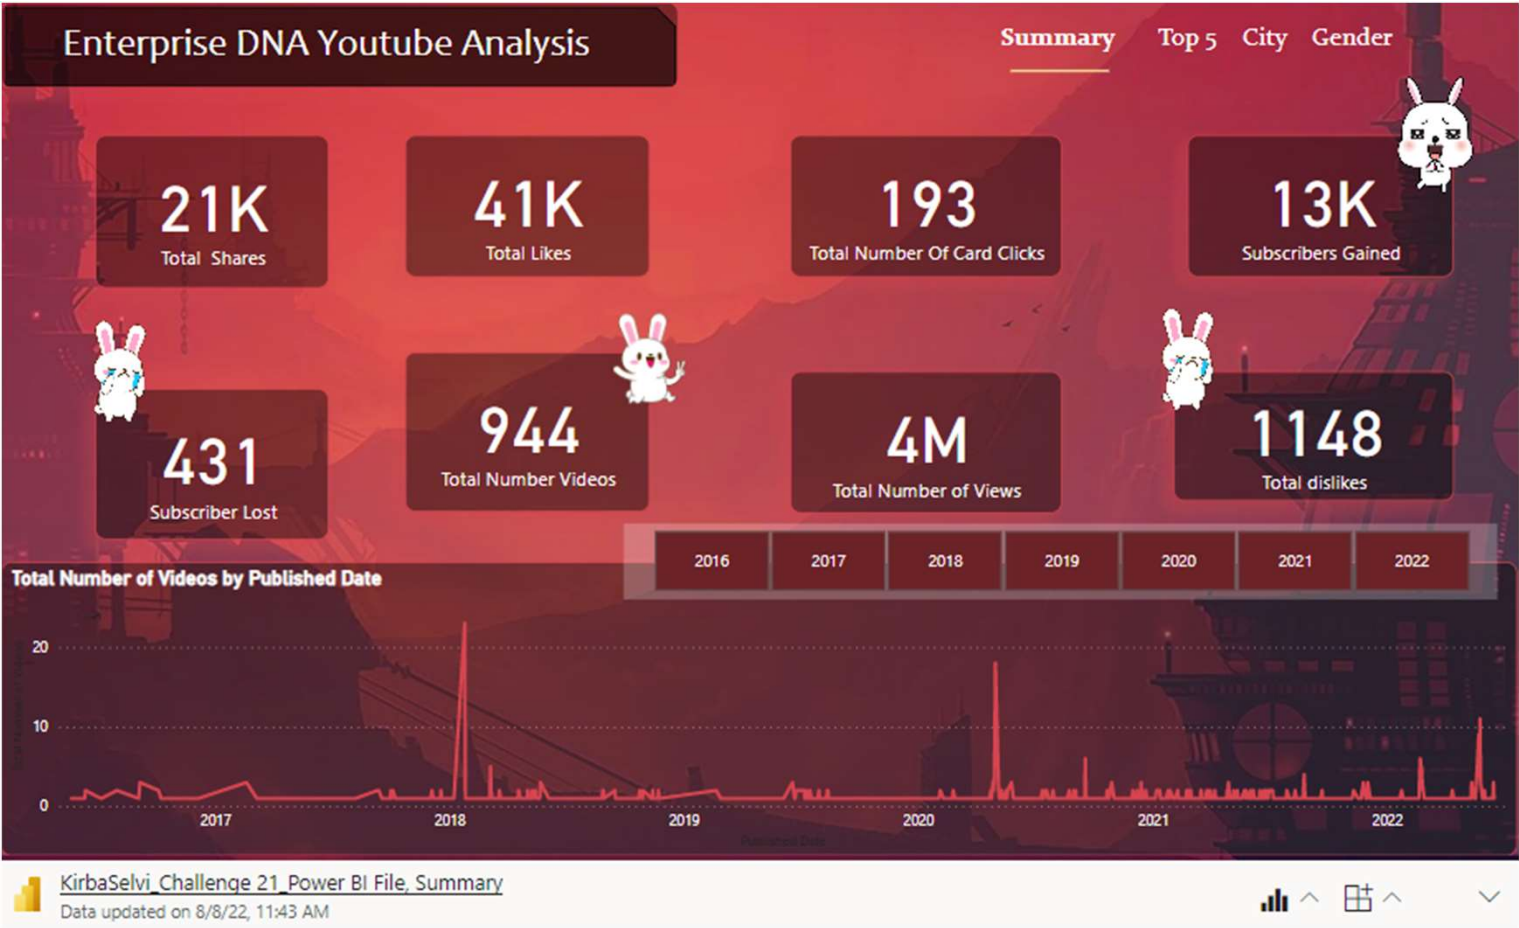 Enterprise DNA Youtube Analysis
Summary Top 5 City Gender
21K
Total Shares
41K
Total Likes
193
Total Number Of Card Clicks
13K
Subscribers Gained
431
Subscriber Lost
944
Total Number Videos
4M
Total Number of Views
1148
Total dislikes
2016 2017 2018 2019 2020 2021 2022
Total Number of Videos by Published Date
20
10
0
2017 2018 2019 2020 2021 2022
Published Date
KirbaSelvi_Challenge 21_Power BI File, Summary
Data updated on 8/8/22, 11:43 AM